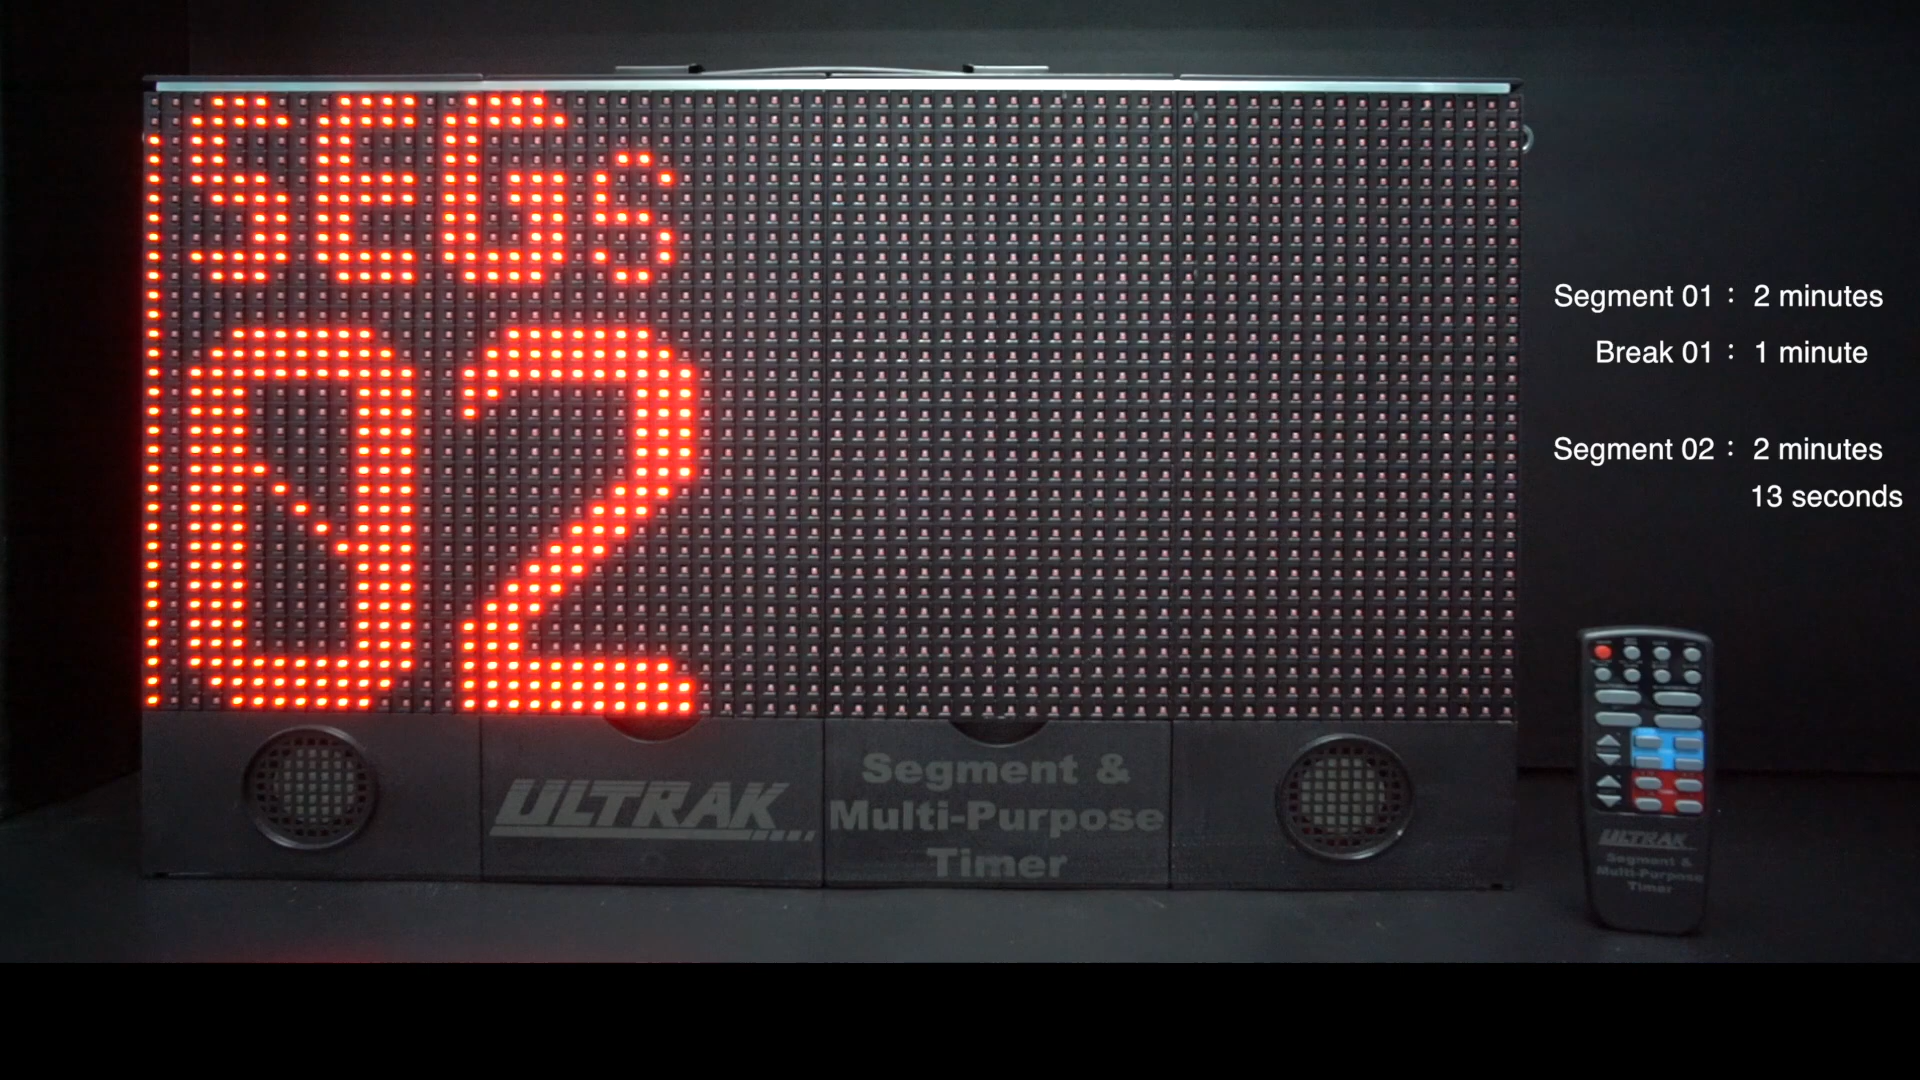 SEGs
02
Segment 01 : 2 minutes
Break 01 : 1 minute
Segment 02 : 2 minutes
13 seconds
ULTRAK
Segment &
Multi-Purpose
Timer
ULTRAK
Segment &
Multi-Purpose
Timer